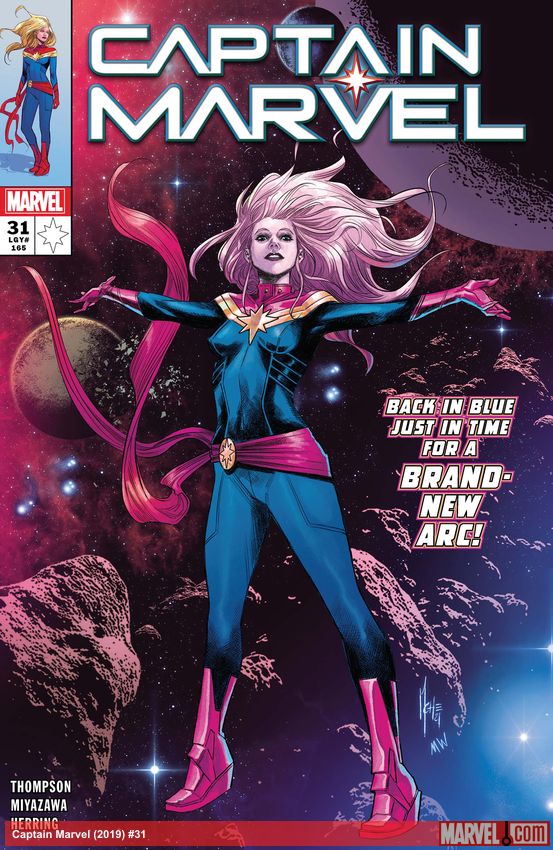 CAPTAIN
MARVEL
MARVEL
31
LGY#
165
BACK IN BLUE
JUST IN TIME
FOR A
BRAND-
NEW
ARC!
MW
THOMPSON
MIYAZAWA
HERRING
Captain Marvel (2019) #31
MARVEL.com